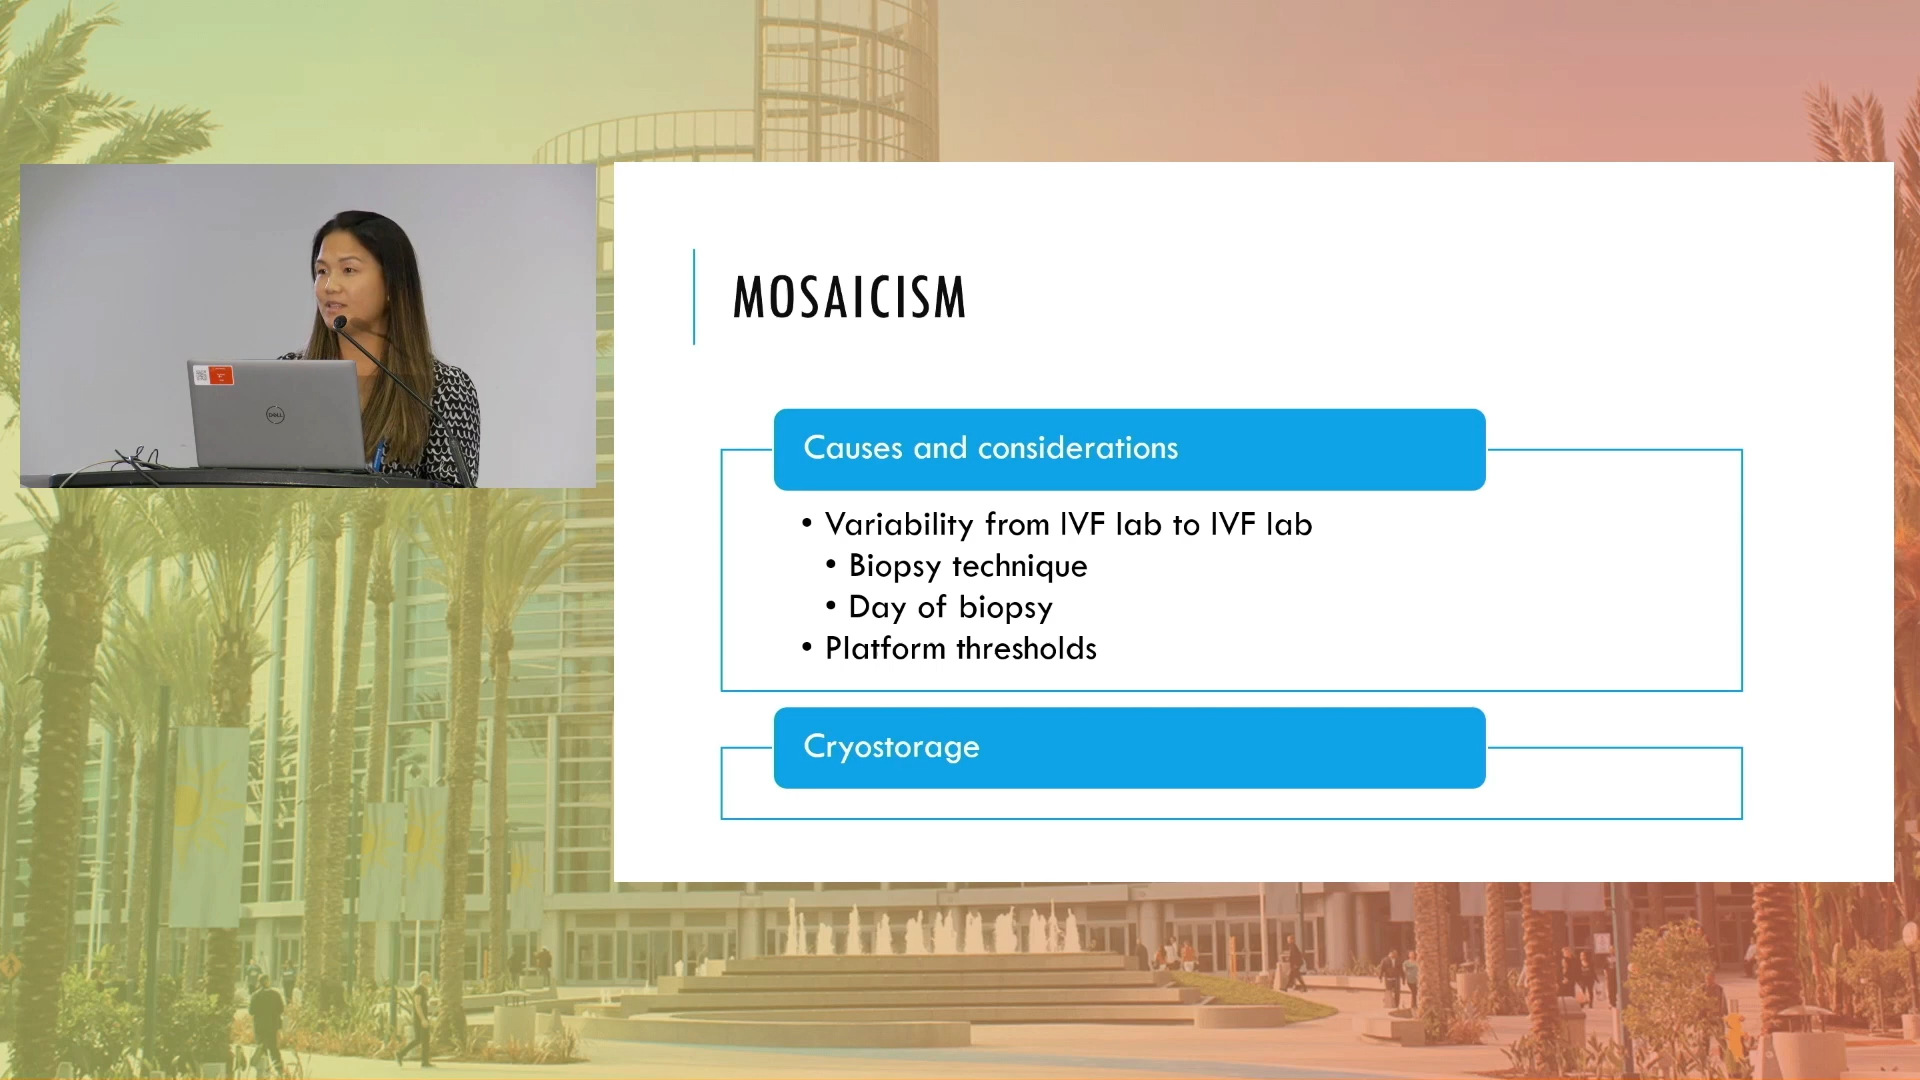 MOSAICISM
Causes and considerations
• Variability from IVF lab to IVF lab
• Biopsy technique
• Day of biopsy
• Platform thresholds
Cryostorage
DELL